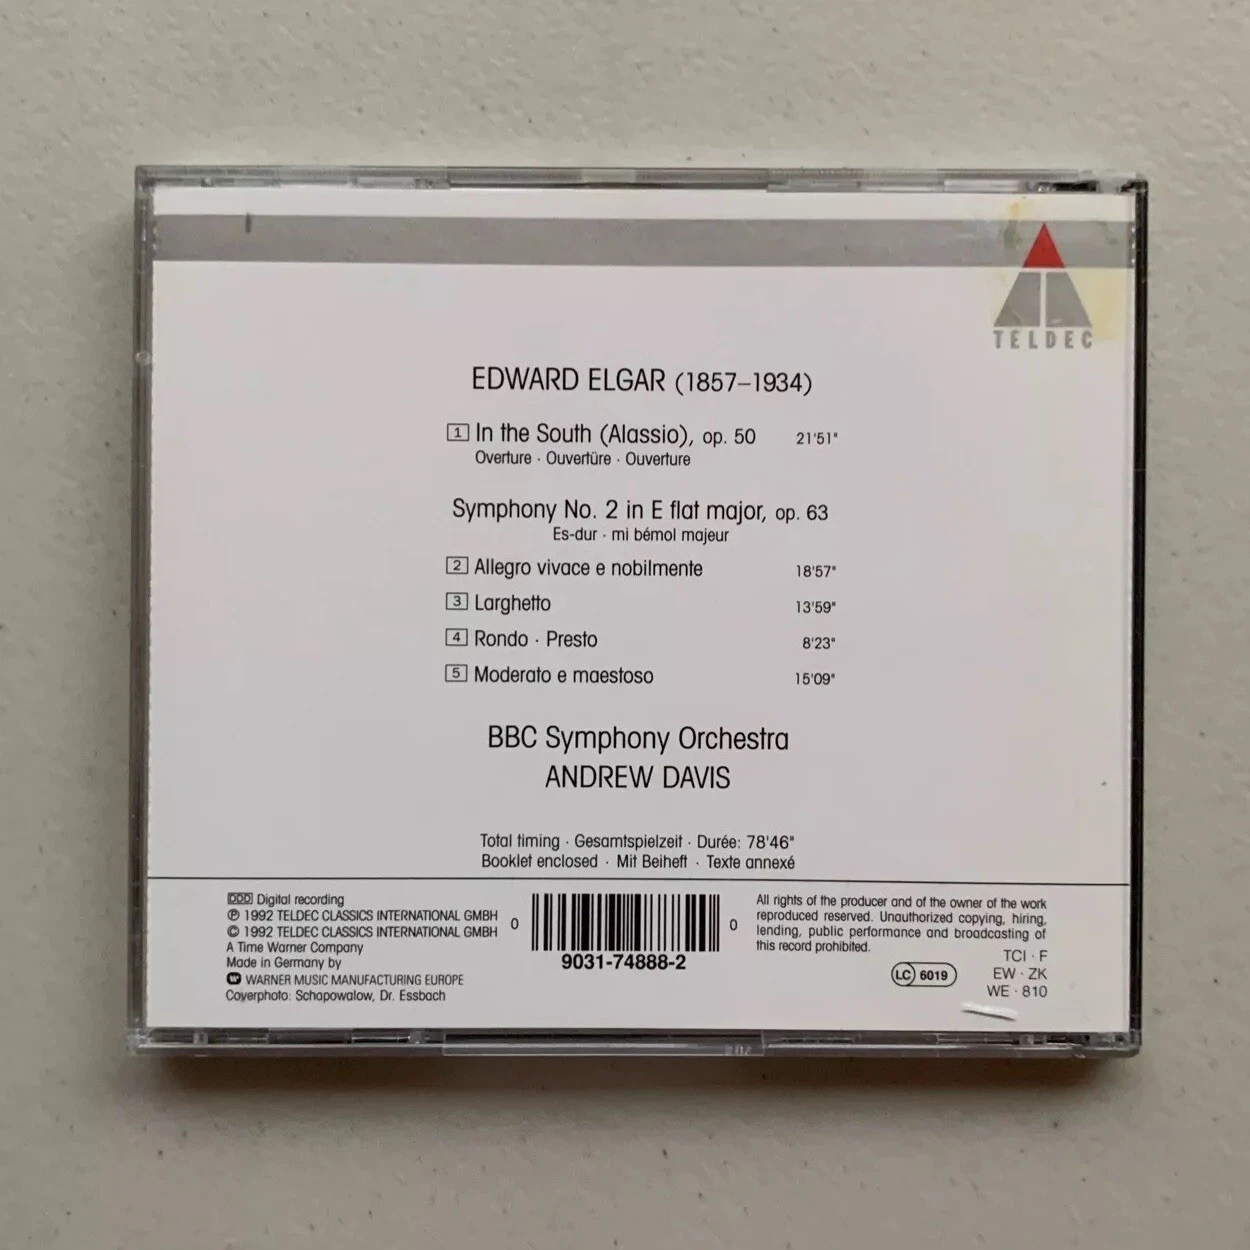 TELDEC
EDWARD ELGAR (1857–1934)
1 In the South (Alassio), op. 50 21'51"
Overture · Ouvertüre · Ouverture
Symphony No. 2 in E flat major, op. 63
Es-dur · mi bémol majeur
2 Allegro vivace e nobilmente 18'57"
3 Larghetto 13'59"
4 Rondo · Presto 8'23"
5 Moderato e maestoso 15'09"
BBC Symphony Orchestra
ANDREW DAVIS
Total timing · Gesamtspielzeit · Durée: 78'46"
Booklet enclosed · Mit Beiheft · Texte annexé
DDD Digital recording
℗ 1992 TELDEC CLASSICS INTERNATIONAL GMBH
© 1992 TELDEC CLASSICS INTERNATIONAL GMBH
A Time Warner Company
Made in Germany by
WARNER MUSIC MANUFACTURING EUROPE
Coverphoto: Schapowalow, Dr. Essbach
0 0
9031-74888-2
All rights of the producer and of the owner of the work
reproduced reserved. Unauthorized copying, hiring,
lending, public performance and broadcasting of
this record prohibited.
LC 6019
TCI · F
EW · ZK
WE · 810